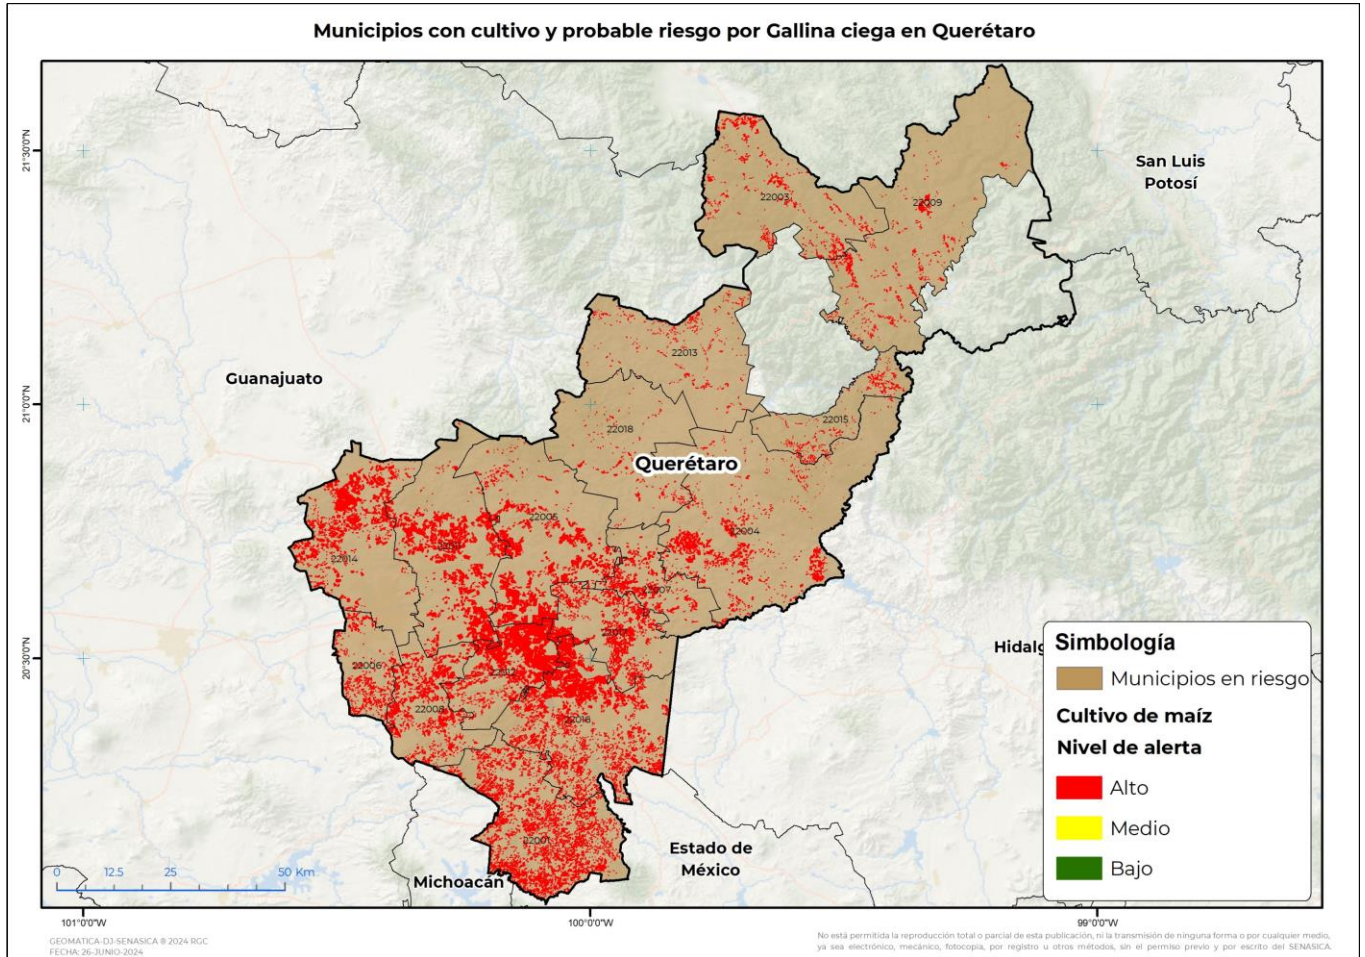 Municipios con cultivo y probable riesgo por Gallina ciega en Querétaro
21°30'0"N
21°0'0"N
20°30'0"N
San Luis
Potosí
22003
22009
22013
Guanajuato
22018
22015
Querétaro
22005
22004
22014
22007
22017
22006
22008
22016
22001
Hidalg
Simbología
Municipios en riesgo
Cultivo de maíz
Nivel de alerta
Alto
Medio
Bajo
Estado de
México
Michoacán
0 12.5 25 50 Km
101°0'0"W
100°0'0"W
99°0'0"W
GEOMATICA-DJ-SENASICA ® 2024 RGC
FECHA: 26-JUNIO-2024
No está permitida la reproducción total o parcial de esta publicación, ni la transmisión de ninguna forma o por cualquier medio,
ya sea electrónico, mecánico, fotocopia, por registro u otros métodos, sin el permiso previo y por escrito del SENASICA.